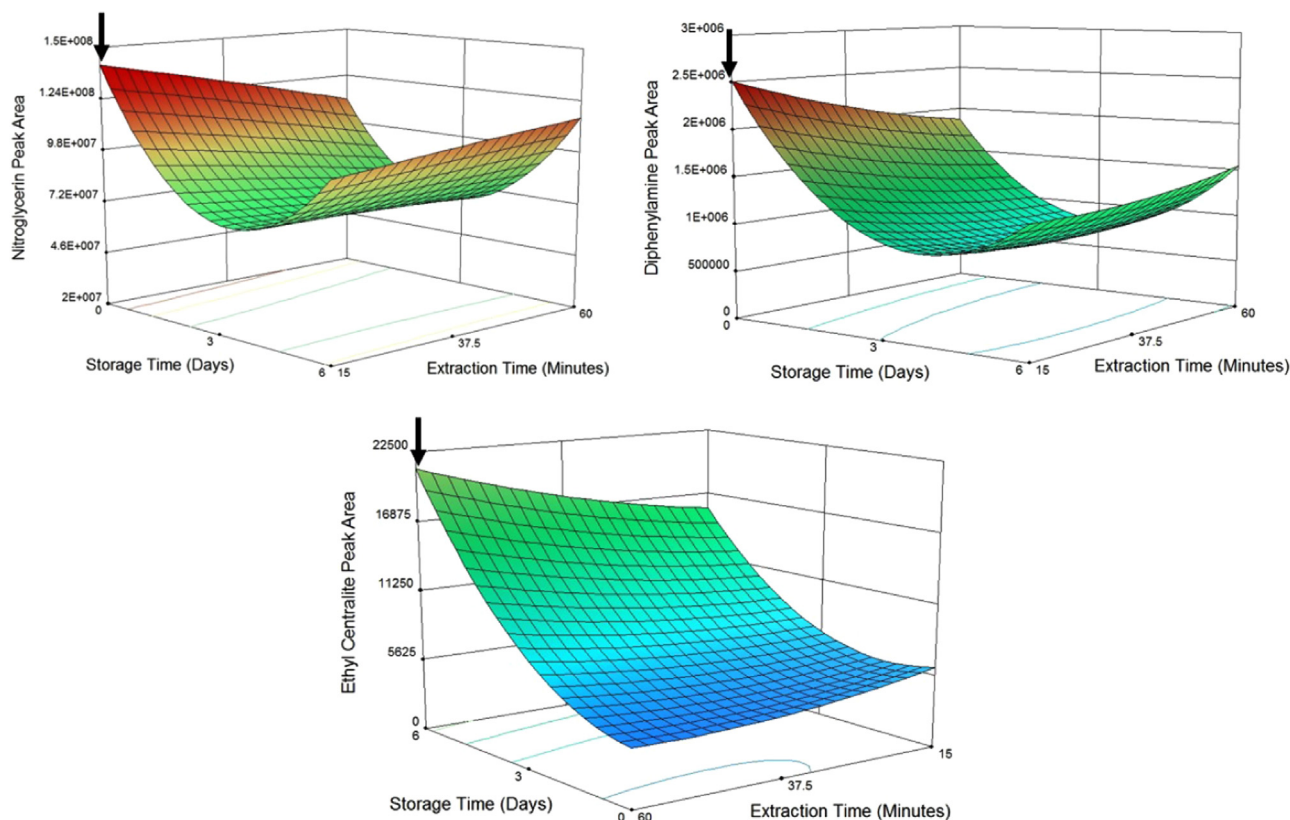 Nitroglycerin Peak Area
1.5E+008
1.24E+008
9.8E+007
7.2E+007
4.6E+007
2E+007
0
3
6
Storage Time (Days)
15
37.5
60
Extraction Time (Minutes)
Diphenylamine Peak Area
3E+006
2.5E+006
2E+006
1.5E+006
1E+006
500000
0
0
3
6
Storage Time (Days)
15
37.5
60
Extraction Time (Minutes)
Ethyl Centralite Peak Area
22500
16875
11250
5625
0
6
3
0
Storage Time (Days)
60
37.5
15
Extraction Time (Minutes)